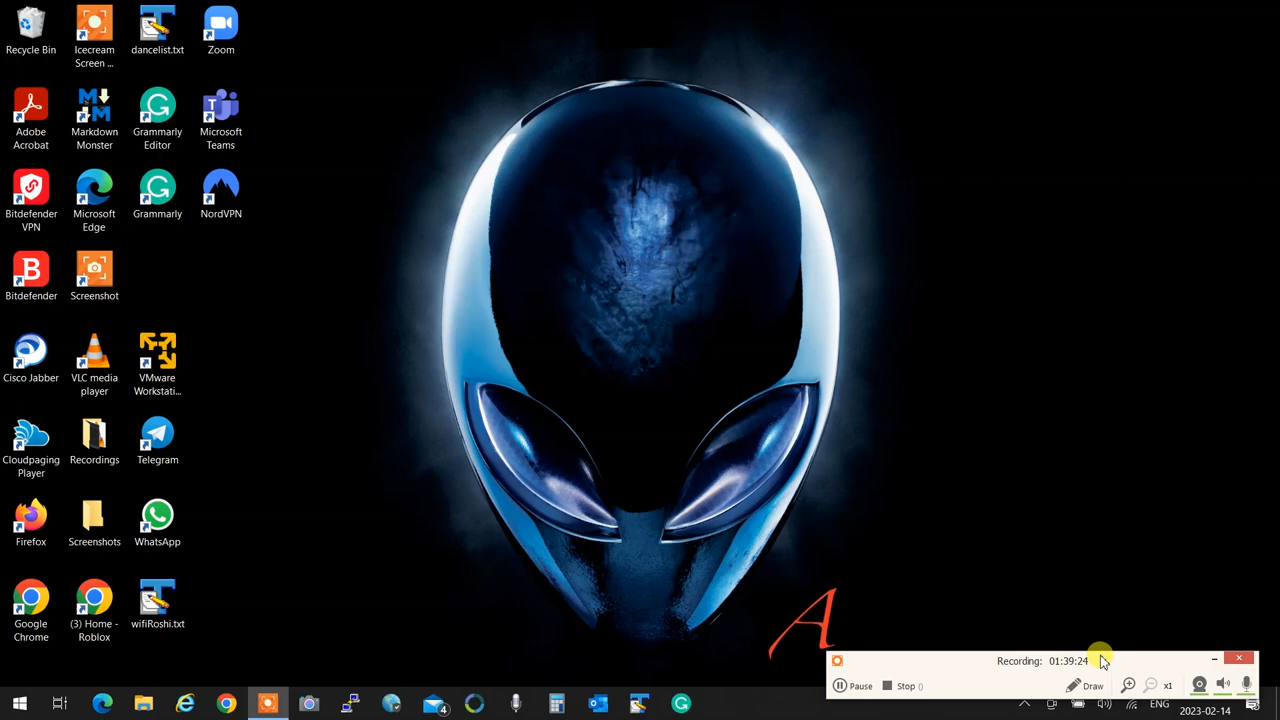 Recycle Bin
Icecream Screen ...
dancelist.txt
Zoom
Adobe Acrobat
Markdown Monster
Grammarly Editor
Microsoft Teams
Bitdefender VPN
Microsoft Edge
Grammarly
NordVPN
Bitdefender
Screenshot
Cisco Jabber
VLC media player
VMware Workstati...
Cloudpaging Player
Recordings
Telegram
Firefox
Screenshots
WhatsApp
Google Chrome
(3) Home - Roblox
wifiRoshi.txt
A
Recording: 01:39:24
Pause
Stop ()
Draw
x1
4
ENG
2023-02-14